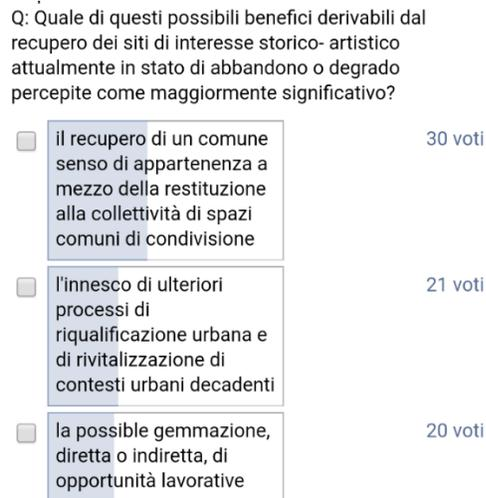 Q: Quale di questi possibili benefici derivabili dal
recupero dei siti di interesse storico- artistico
attualmente in stato di abbandono o degrado
percepite come maggiormente significativo?
il recupero di un comune
senso di appartenenza a
mezzo della restituzione
alla collettività di spazi
comuni di condivisione
30 voti
l'innesco di ulteriori
processi di
riqualificazione urbana e
di rivitalizzazione di
contesti urbani decadenti
21 voti
la possible gemmazione,
diretta o indiretta, di
opportunità lavorative
20 voti